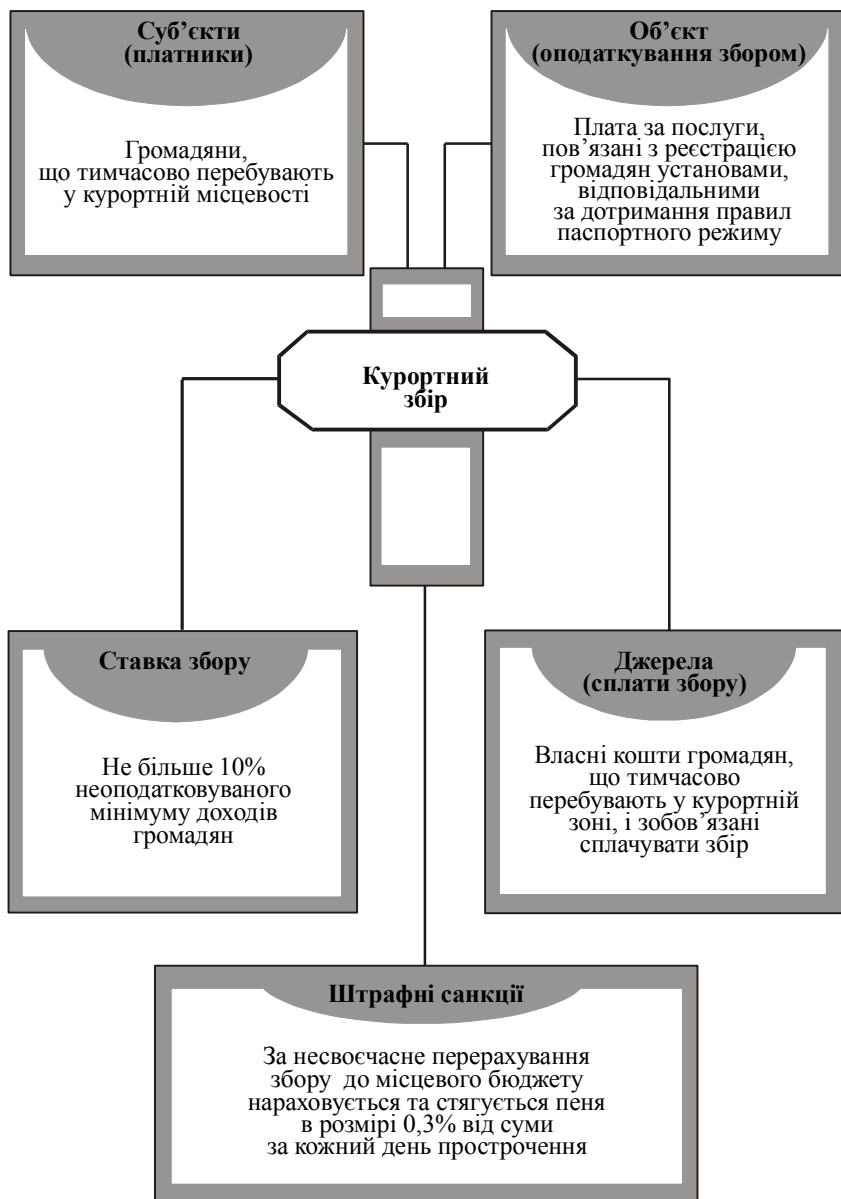 Суб’єкти
(платники)
Громадяни,
що тимчасово перебувають
у курортній місцевості
Об’єкт
(оподаткування збором)
Плата за послуги,
пов’язані з реєстрацією
громадян установами,
відповідальними
за дотримання правил
паспортного режиму
Курортний
збір
Ставка збору
Не більше 10%
неоподатковуваного
мінімуму доходів
громадян
Джерела
(сплати збору)
Власні кошти громадян,
що тимчасово
перебувають у курортній
зоні, і зобов’язані
сплачувати збір
Штрафні санкції
За несвоєчасне перерахування
збору до місцевого бюджету
нараховується та стягується пеня
в розмірі 0,3% від суми
за кожний день прострочення